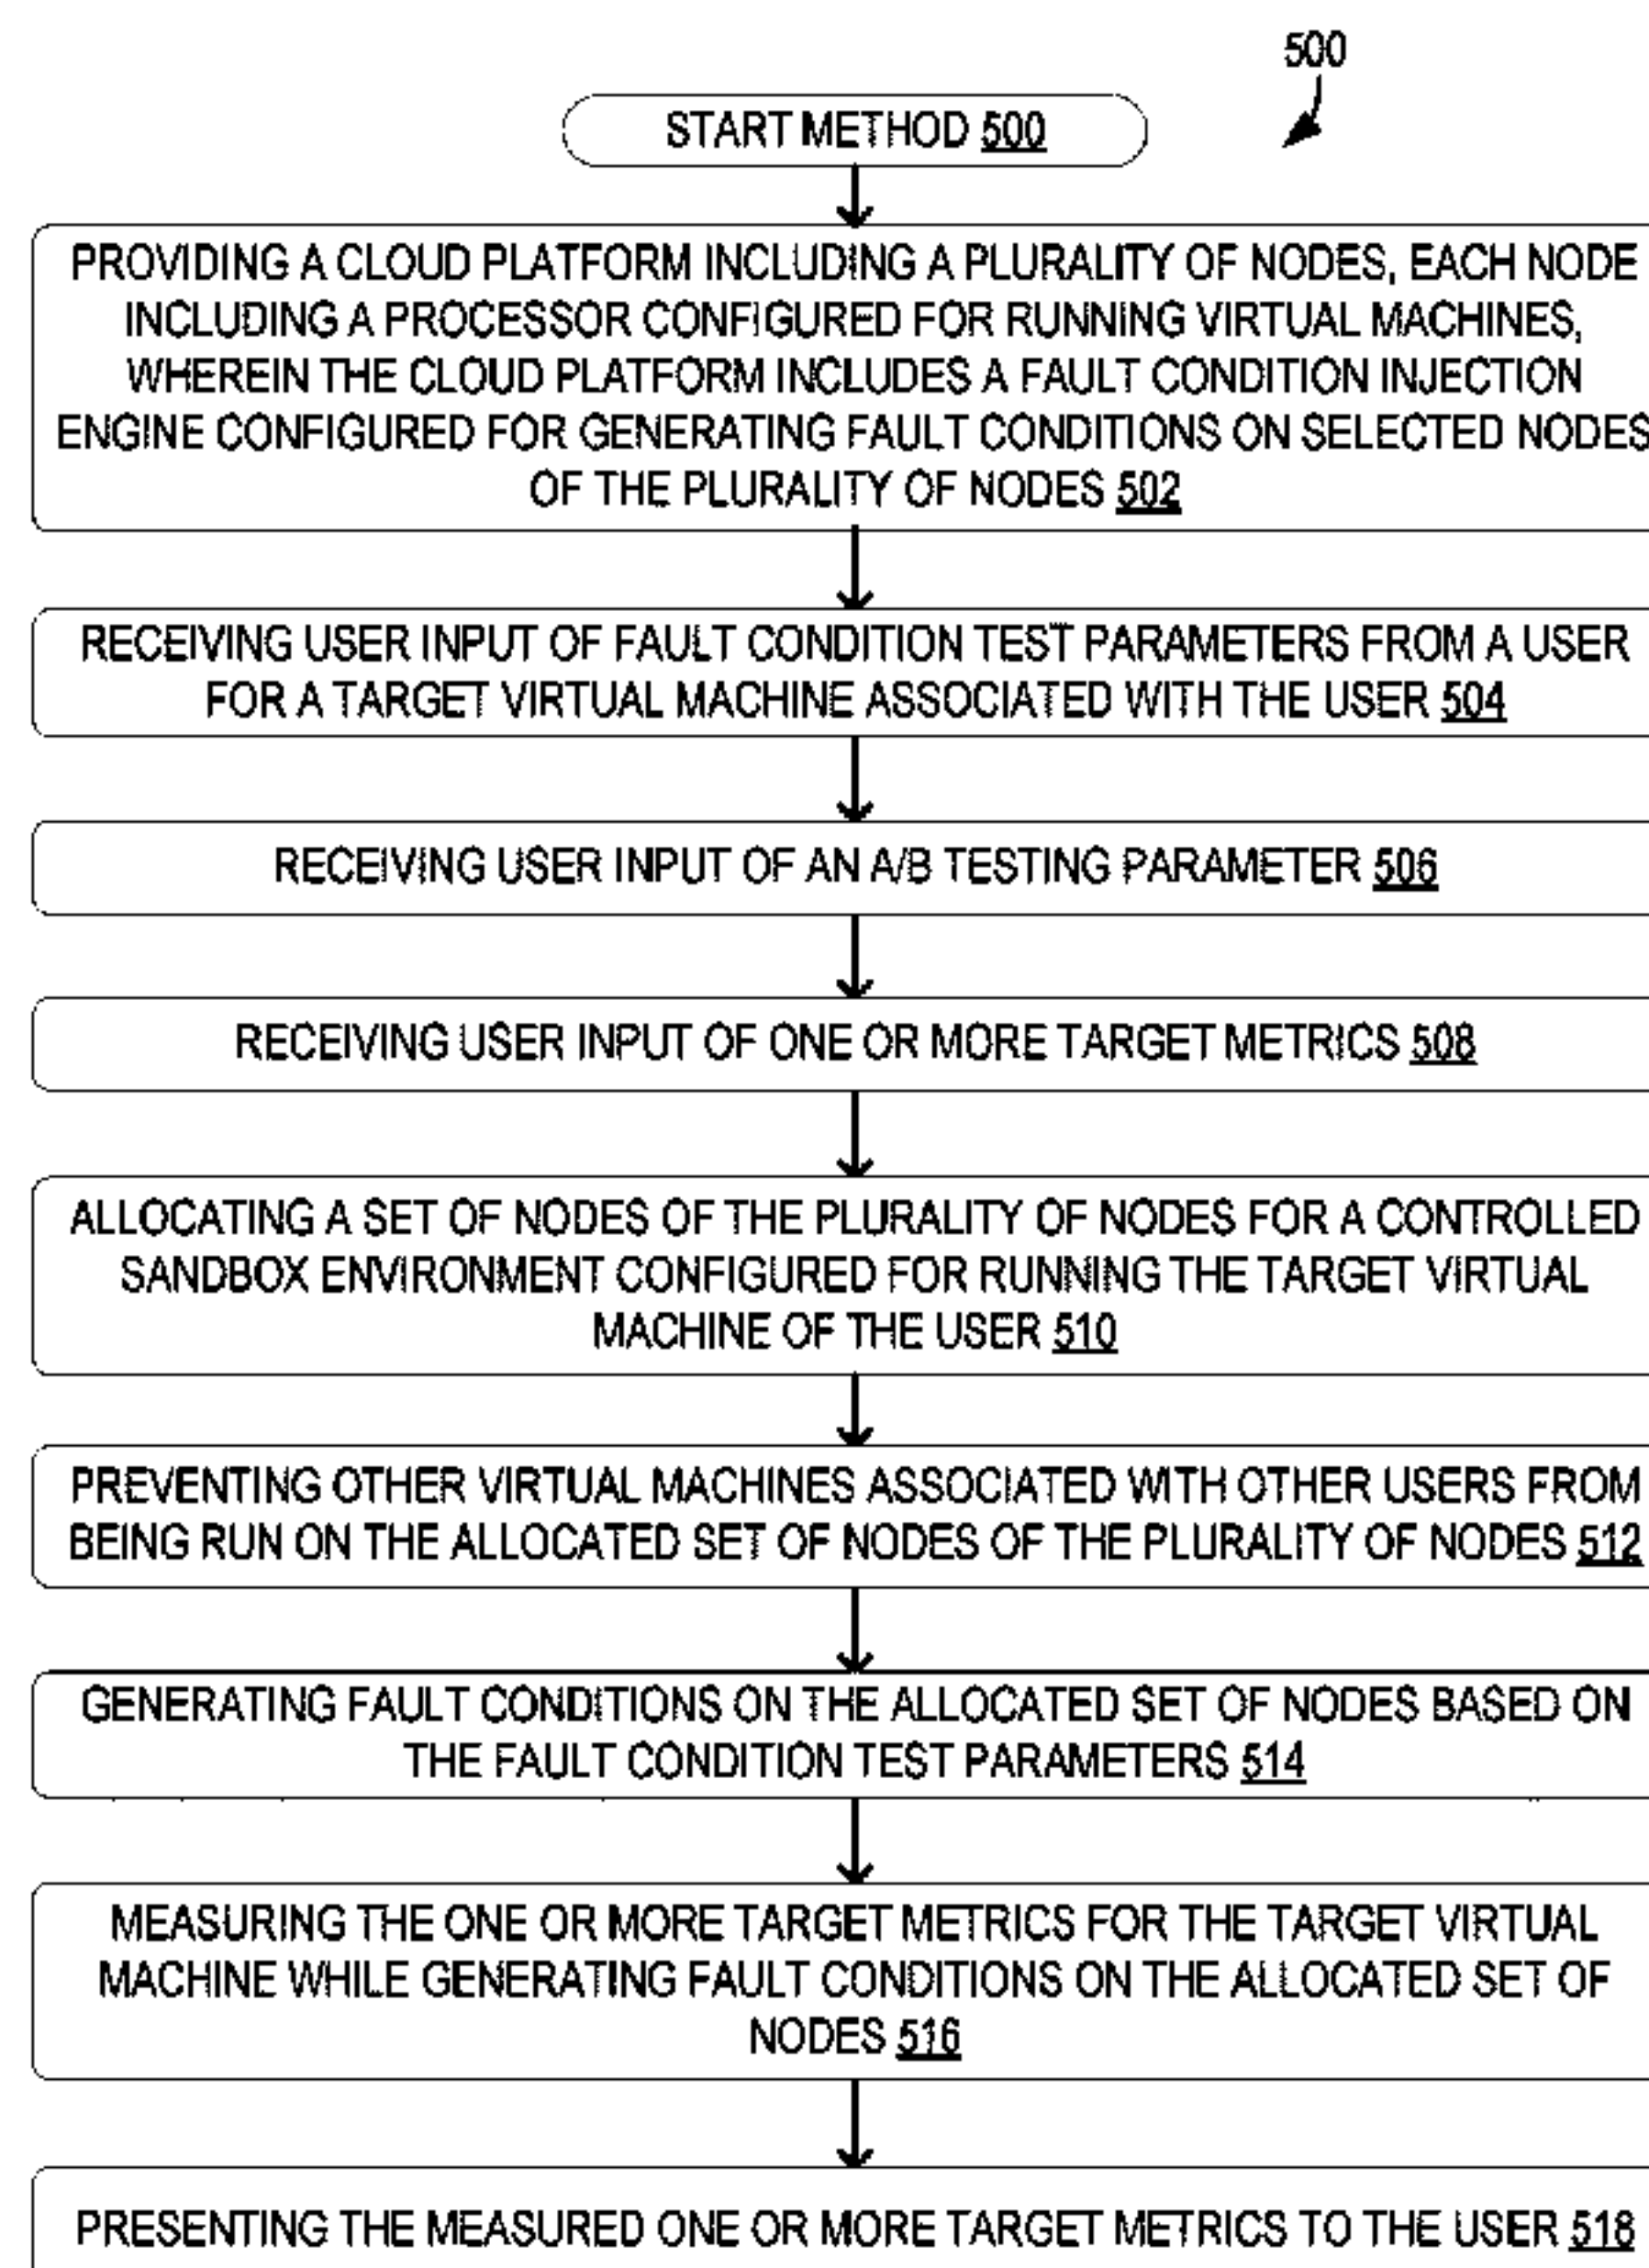 500
START METHOD 500
PROVIDING A CLOUD PLATFORM INCLUDING A PLURALITY OF NODES, EACH NODE
INCLUDING A PROCESSOR CONFIGURED FOR RUNNING VIRTUAL MACHINES,
WHEREIN THE CLOUD PLATFORM INCLUDES A FAULT CONDITION INJECTION
ENGINE CONFIGURED FOR GENERATING FAULT CONDITIONS ON SELECTED NODES
OF THE PLURALITY OF NODES 502
RECEIVING USER INPUT OF FAULT CONDITION TEST PARAMETERS FROM A USER
FOR A TARGET VIRTUAL MACHINE ASSOCIATED WITH THE USER 504
RECEIVING USER INPUT OF AN A/B TESTING PARAMETER 506
RECEIVING USER INPUT OF ONE OR MORE TARGET METRICS 508
ALLOCATING A SET OF NODES OF THE PLURALITY OF NODES FOR A CONTROLLED
SANDBOX ENVIRONMENT CONFIGURED FOR RUNNING THE TARGET VIRTUAL
MACHINE OF THE USER 510
PREVENTING OTHER VIRTUAL MACHINES ASSOCIATED WITH OTHER USERS FROM
BEING RUN ON THE ALLOCATED SET OF NODES OF THE PLURALITY OF NODES 512
GENERATING FAULT CONDITIONS ON THE ALLOCATED SET OF NODES BASED ON
THE FAULT CONDITION TEST PARAMETERS 514
MEASURING THE ONE OR MORE TARGET METRICS FOR THE TARGET VIRTUAL
MACHINE WHILE GENERATING FAULT CONDITIONS ON THE ALLOCATED SET OF
NODES 516
PRESENTING THE MEASURED ONE OR MORE TARGET METRICS TO THE USER 518